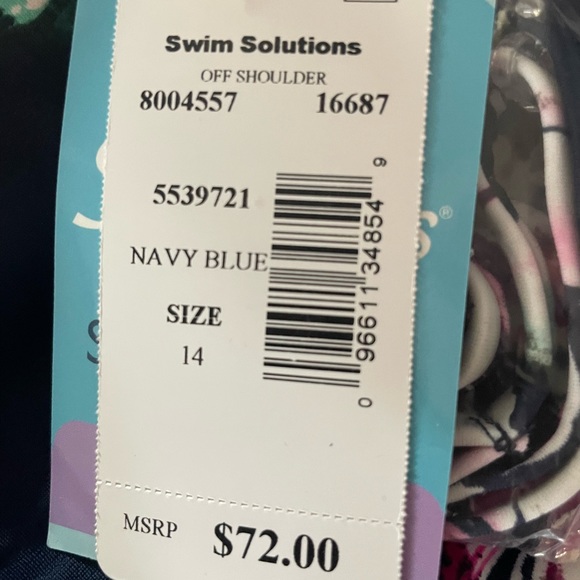 Swim Solutions
OFF SHOULDER
8004557 16687
5539721
NAVY BLUE
SIZE
14
0 96611 34854 9
MSRP $72.00